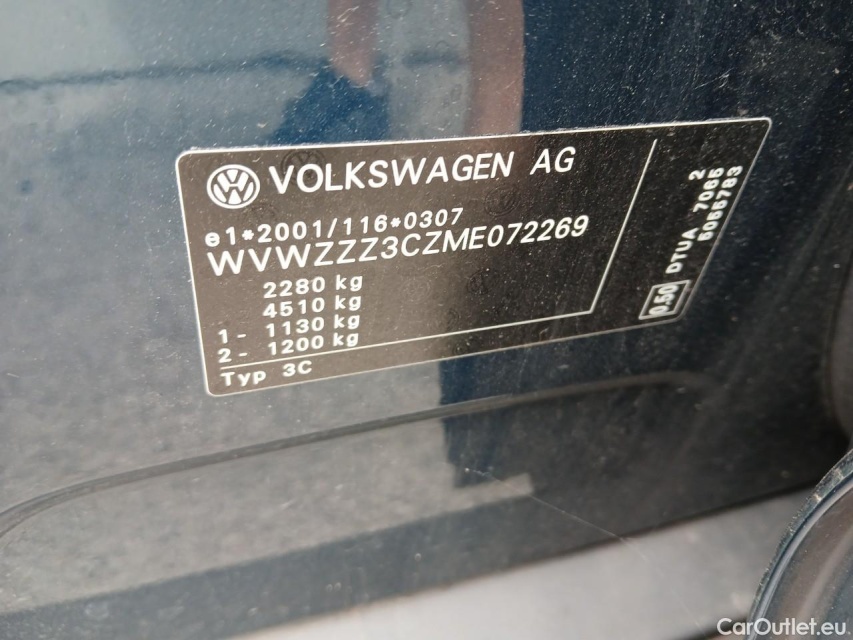 VOLKSWAGEN AG
e1*2001/116*0307
WVWZZZ3CZME072269
2280 kg
4510 kg
1- 1130 kg
2- 1200 kg
Typ 3C
2
DTUA 7065
5065783
0.50
CarOutlet.eu